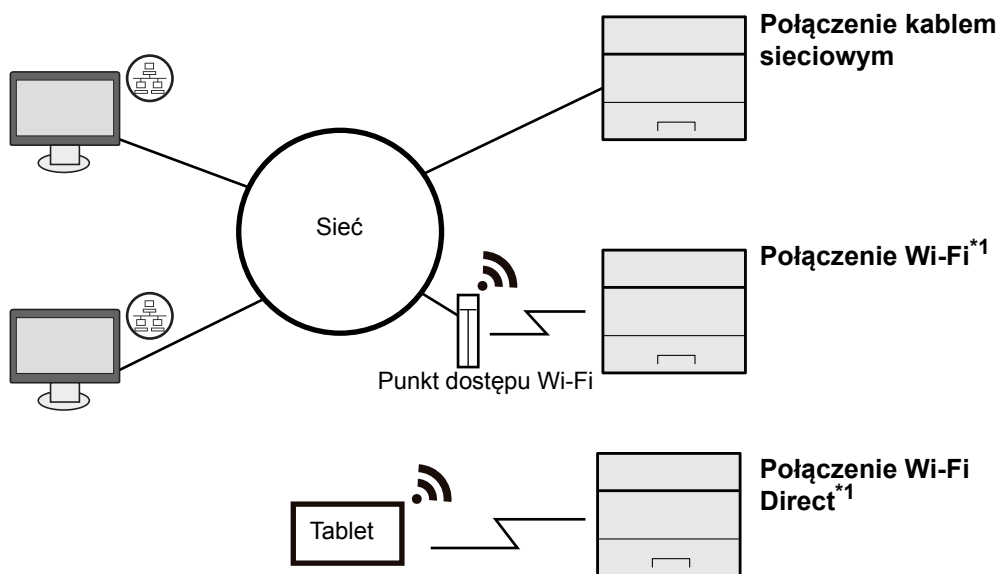 Połączenie kablem
sieciowym
Sieć
Połączenie Wi-Fi*1
Punkt dostępu Wi-Fi
Połączenie Wi-Fi
Direct*1
Tablet